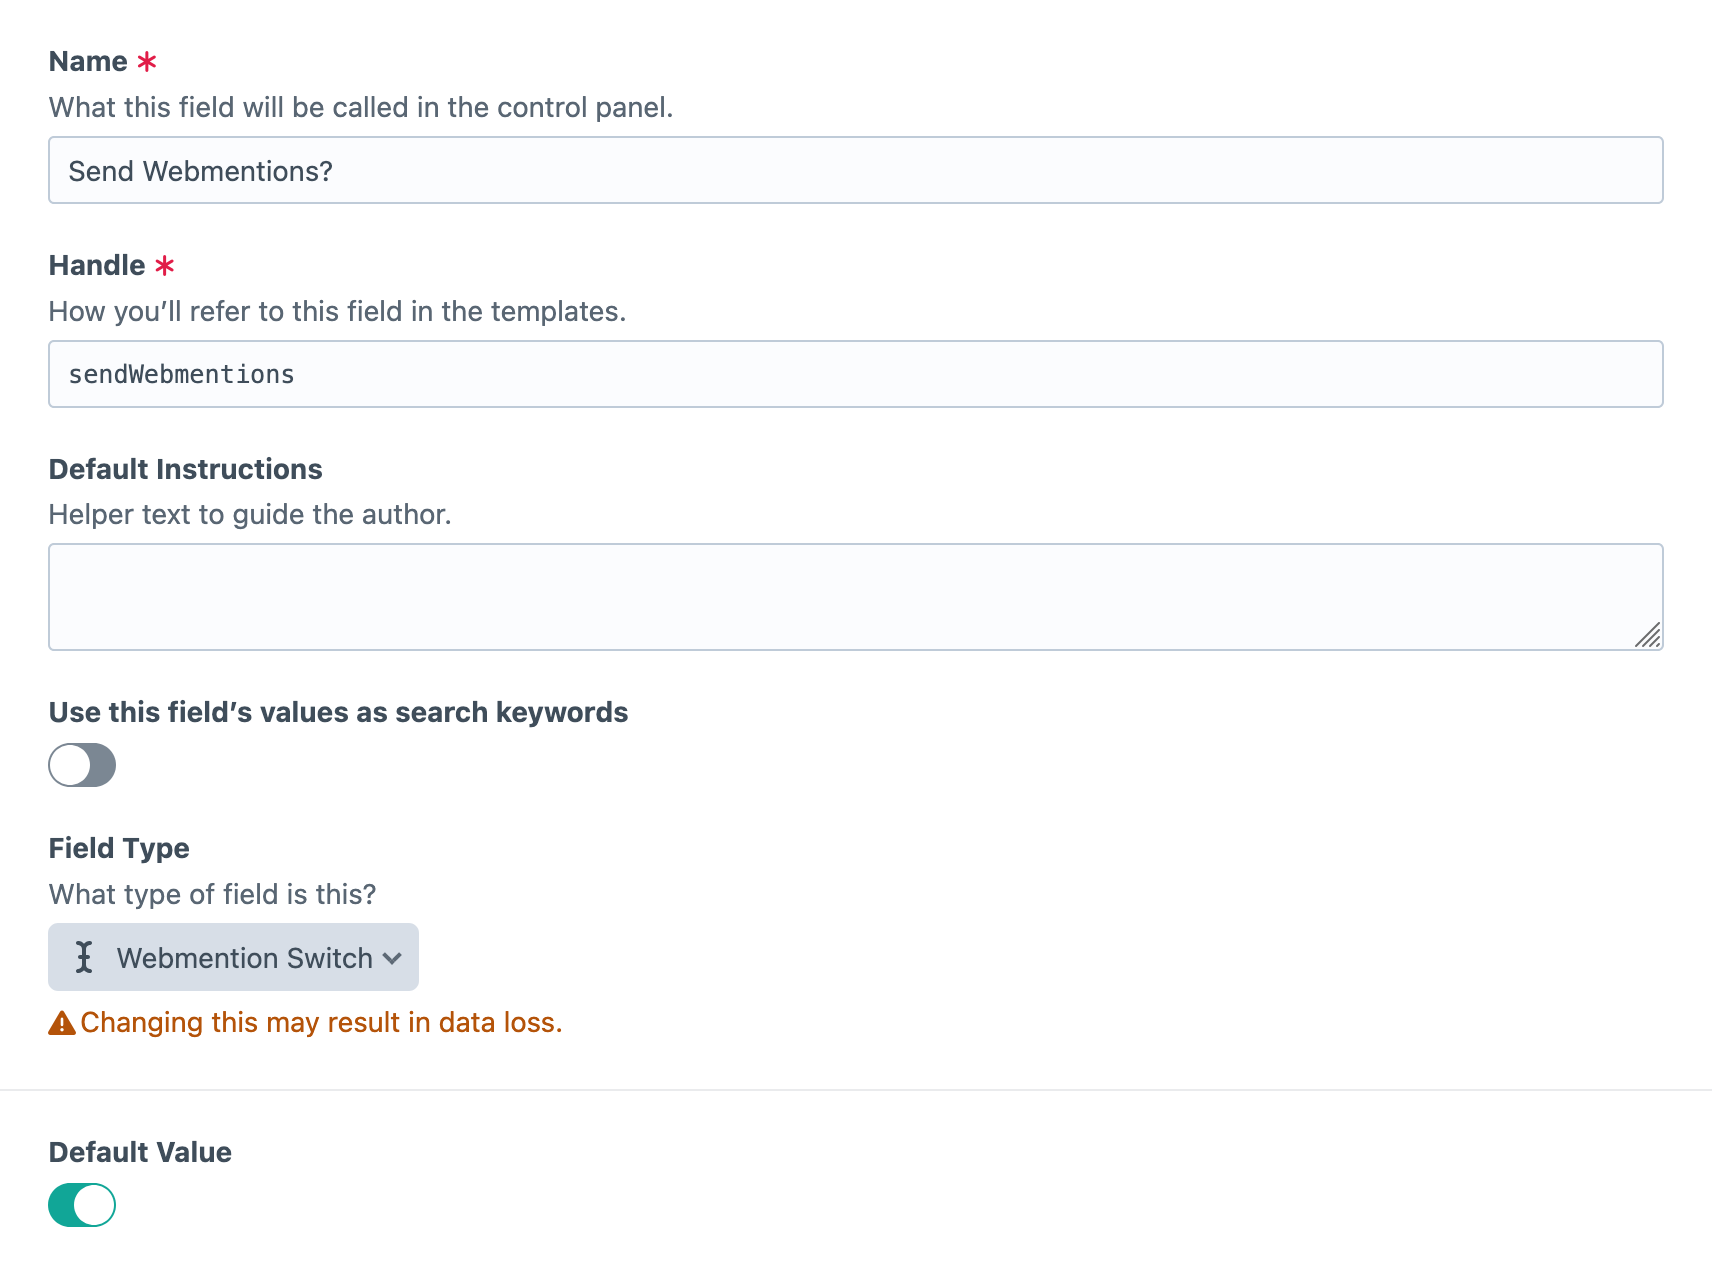 Name *
What this field will be called in the control panel.
Send Webmentions?
Handle *
How you’ll refer to this field in the templates.
sendWebmentions
Default Instructions
Helper text to guide the author.
Use this field’s values as search keywords
Field Type
What type of field is this?
Webmention Switch
Changing this may result in data loss.
Default Value